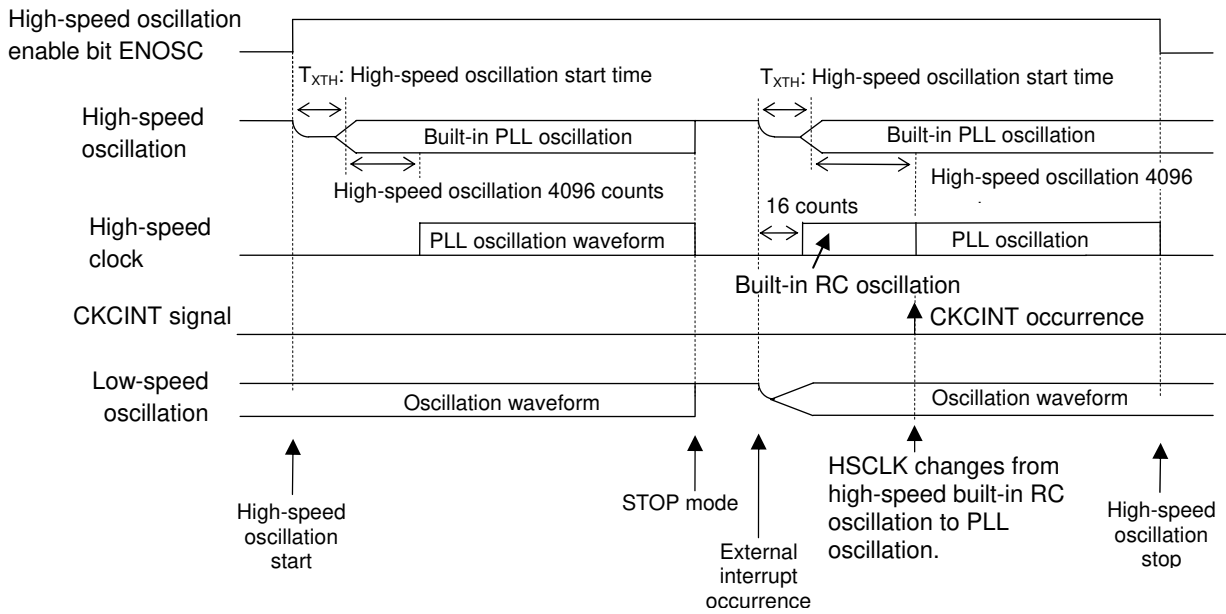 High-speed oscillation
enable bit ENOSC
TXTH: High-speed oscillation start time
TXTH: High-speed oscillation start time
High-speed
oscillation
Built-in PLL oscillation
Built-in PLL oscillation
High-speed oscillation 4096 counts
High-speed oscillation 4096
16 counts
High-speed
clock
PLL oscillation waveform
PLL oscillation
Built-in RC oscillation
CKCINT signal
CKCINT occurrence
Low-speed
oscillation
Oscillation waveform
Oscillation waveform
High-speed
oscillation
start
STOP mode
External
interrupt
occurrence
HSCLK changes from
high-speed built-in RC
oscillation to PLL
oscillation.
High-speed
oscillation
stop